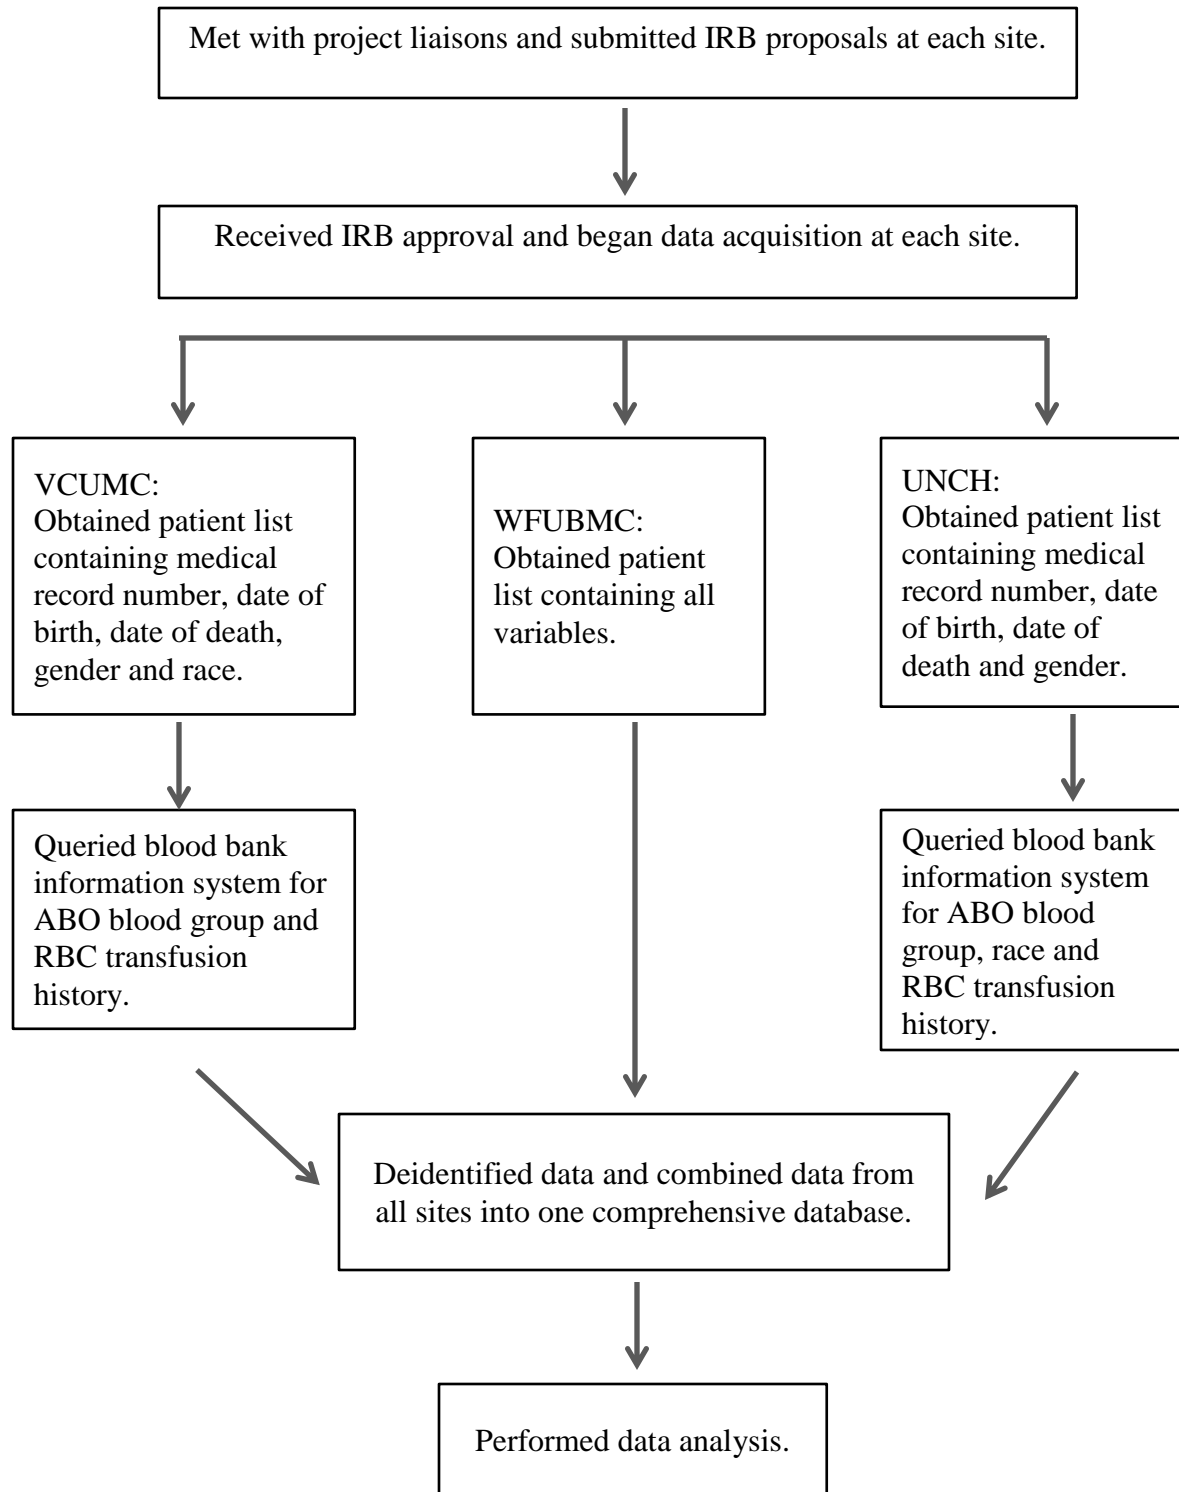 Met with project liaisons and submitted IRB proposals at each site.
Received IRB approval and began data acquisition at each site.
VCUMC:
Obtained patient list
containing medical
record number, date of
birth, date of death,
gender and race.
WFUBMC:
Obtained patient
list containing all
variables.
UNCH:
Obtained patient list
containing medical
record number, date
of birth, date of
death and gender.
Queried blood bank
information system for
ABO blood group and
RBC transfusion
history.
Queried blood bank
information system
for ABO blood
group, race and
RBC transfusion
history.
Deidentified data and combined data from
all sites into one comprehensive database.
Performed data analysis.